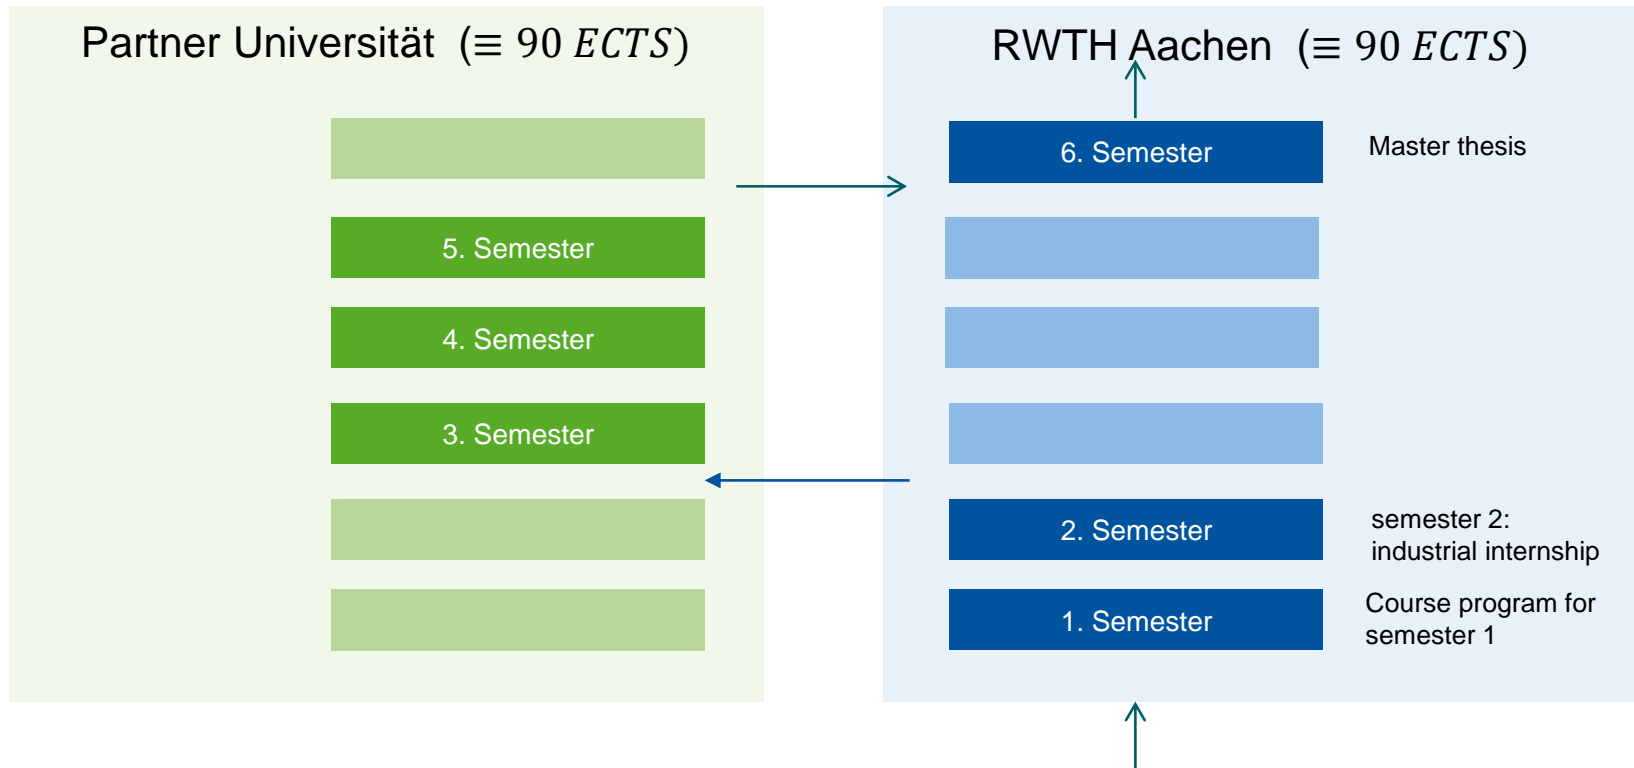 Partner Universität (≡ 90 ECTS)
5. Semester
4. Semester
3. Semester
RWTH Aachen (≡ 90 ECTS)
6. Semester
Master thesis
2. Semester
semester 2:
industrial internship
1. Semester
Course program for
semester 1